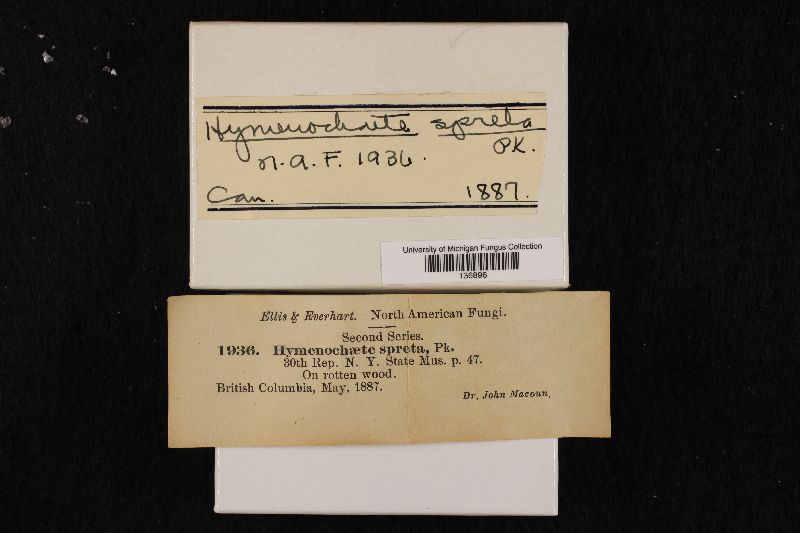 Hymenochaete spreta
PK.
N.A.F. 1936.
Can. 1887.
University of Michigan Fungus Collection
136896
Ellis & Everhart. North American Fungi.
Second Series.
1936. Hymenochæte spreta, Pk.
30th Rep. N. Y. State Mus. p. 47.
On rotten wood.
British Columbia, May, 1887.
Dr. John Macoun.